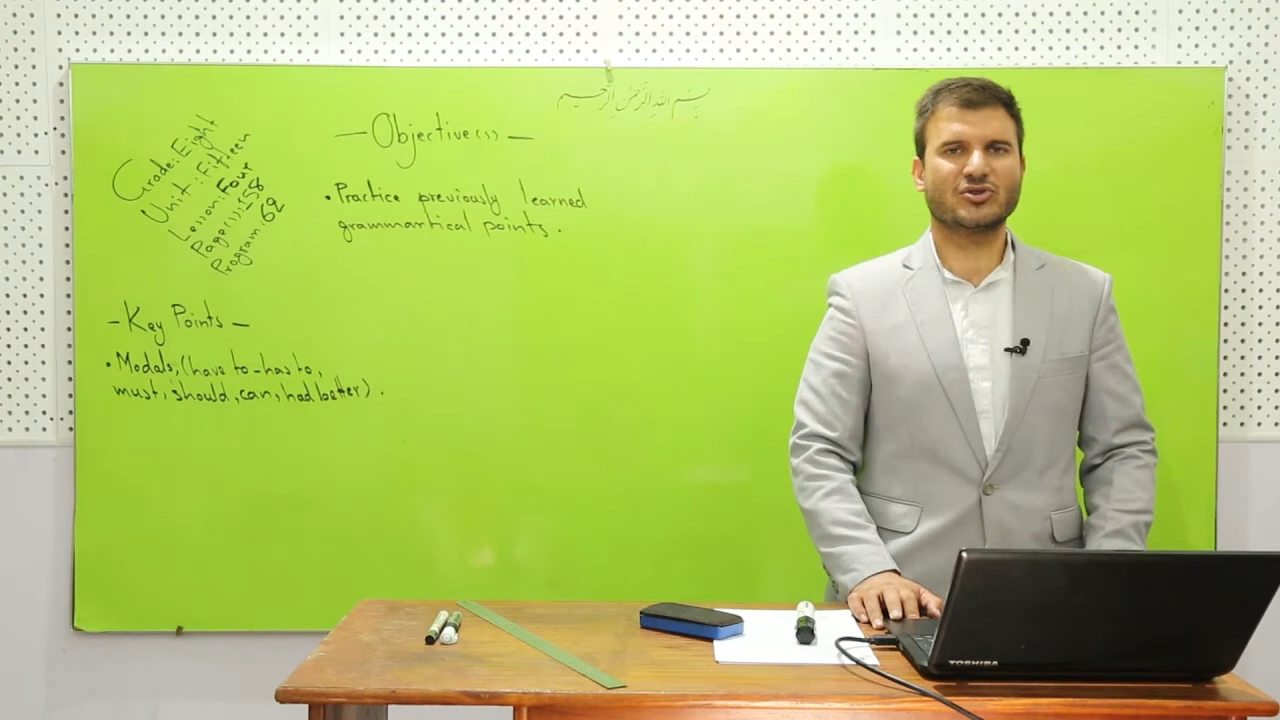 بسم الله الرحمن الرحیم
Grade: Eight
Unit: Fifteen
Lesson: Four
Page(s): 158
Program: 62
— Objective(s) —
• Practice previously learned
grammartical points.
— Key Points —
• Modals, (have to - has to,
must, should, can, had better).
TOSHIBA